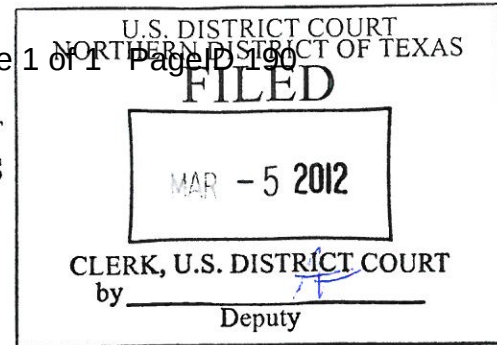 U.S. DISTRICT COURT
NORTHERN DISTRICT OF TEXAS
e 1 of 1 PageID 190
FILED
MAR - 5 2012
CLERK, U.S. DISTRICT COURT
by
Deputy